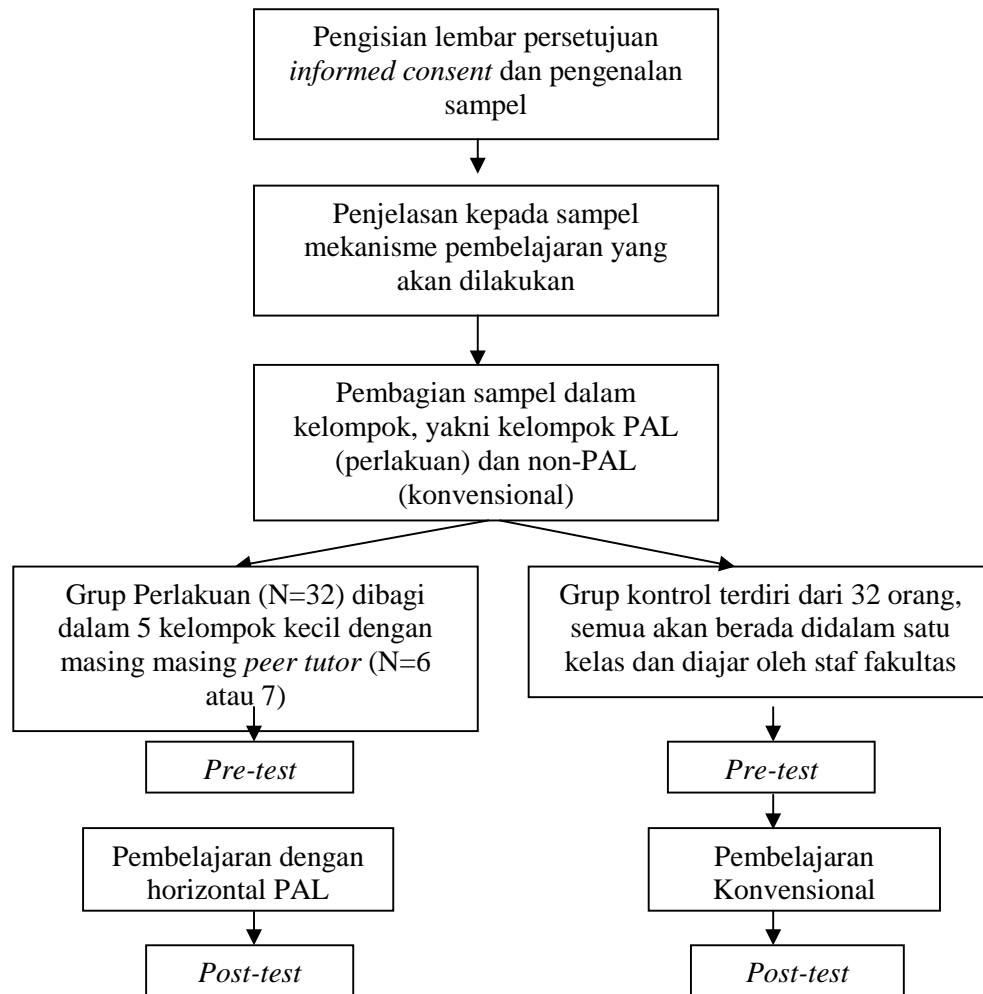 Pengisian lembar persetujuan
informed consent dan pengenalan
sampel
Penjelasan kepada sampel
mekanisme pembelajaran yang
akan dilakukan
Pembagian sampel dalam
kelompok, yakni kelompok PAL
(perlakuan) dan non-PAL
(konvensional)
Grup Perlakuan (N=32) dibagi
dalam 5 kelompok kecil dengan
masing masing peer tutor (N=6
atau 7)
Grup kontrol terdiri dari 32 orang,
semua akan berada didalam satu
kelas dan diajar oleh staf fakultas
Pre-test
Pre-test
Pembelajaran dengan
horizontal PAL
Pembelajaran
Konvensional
Post-test
Post-test